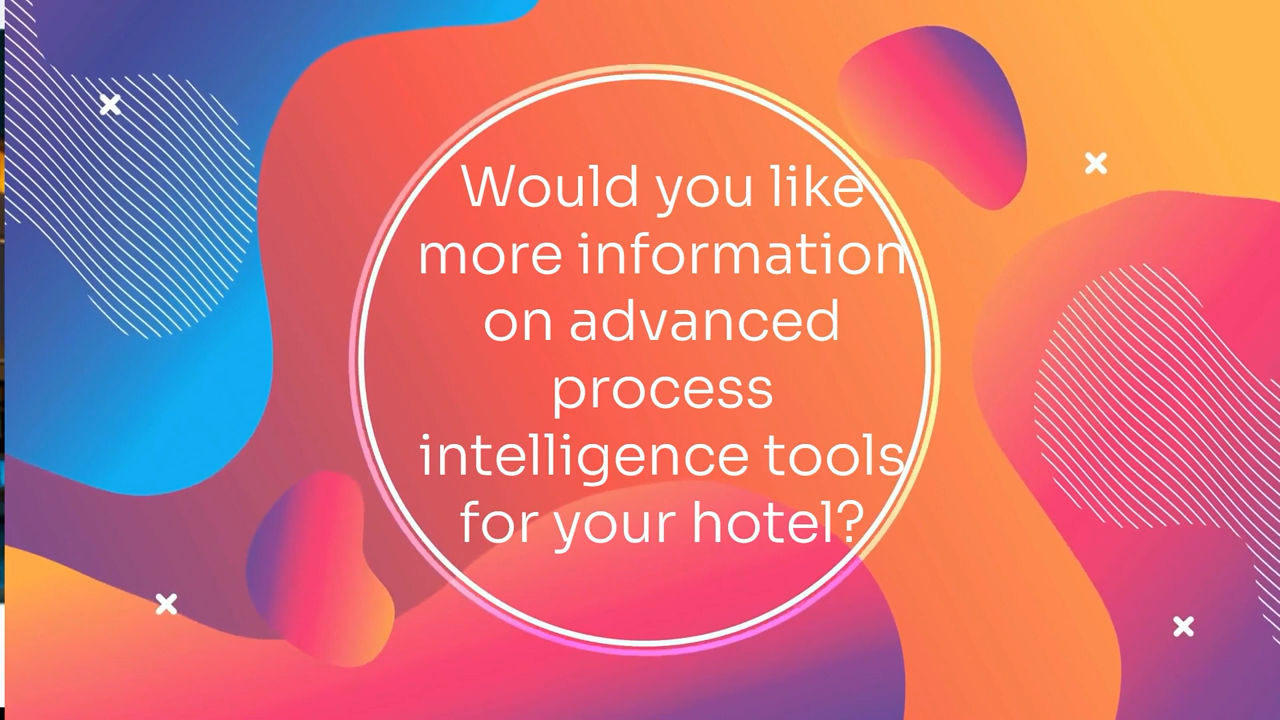 Would you like
more information
on advanced
process
intelligence tools
for your hotel?